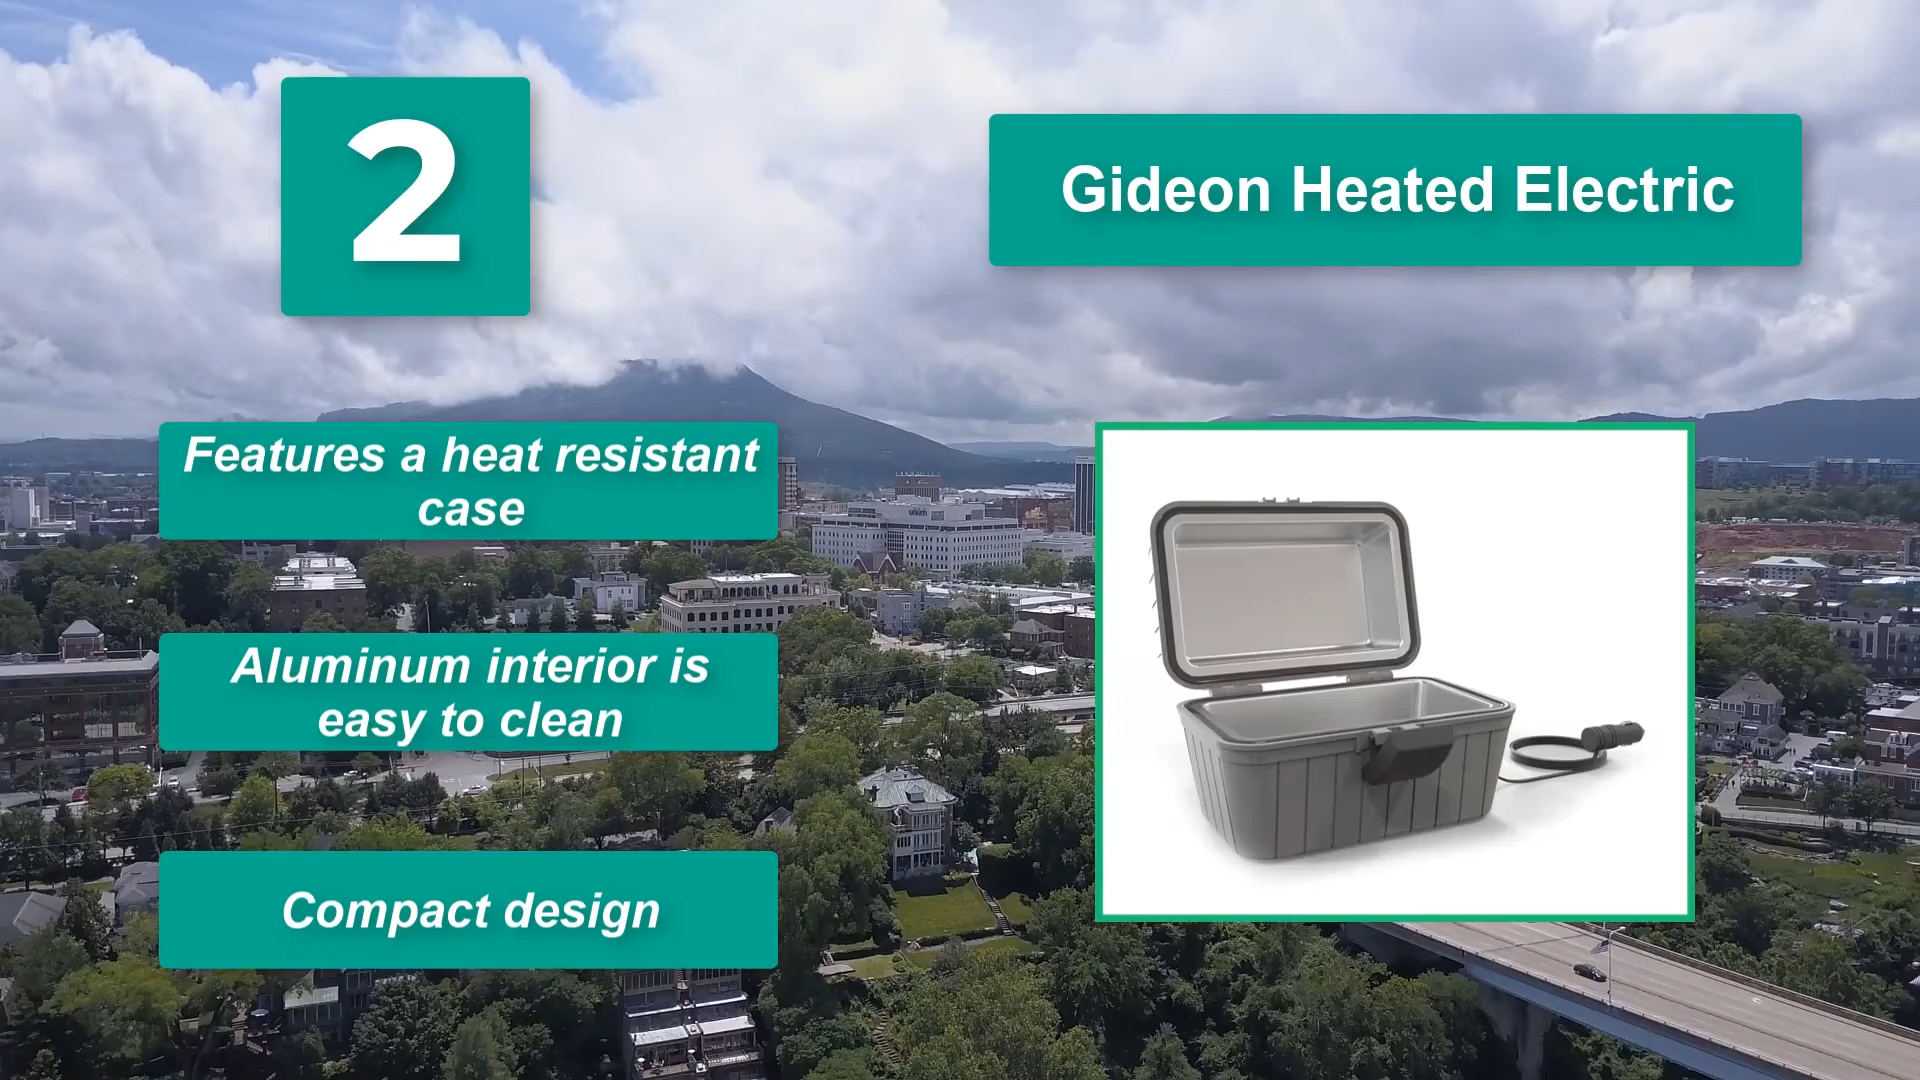 2
Gideon Heated Electric
Features a heat resistant
case
Aluminum interior is
easy to clean
Compact design